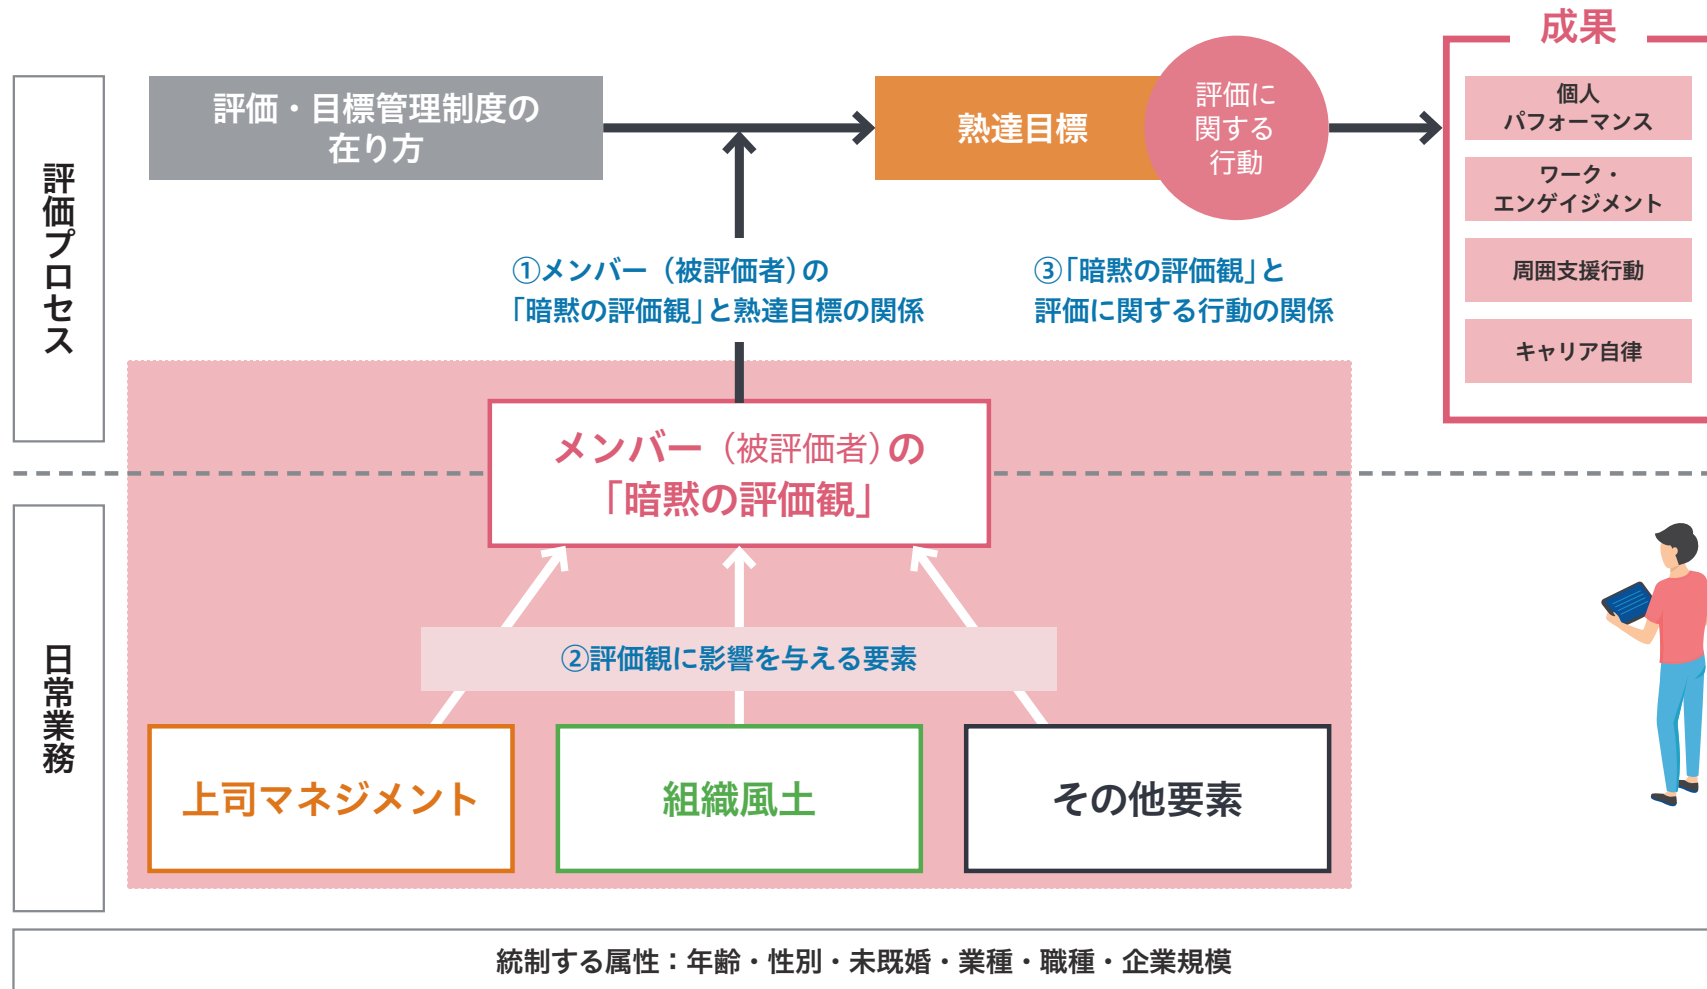 成果
評価・目標管理制度の
在り方
熟達目標
評価に
関する
行動
個人
パフォーマンス
ワーク・
エンゲイジメント
周囲支援行動
キャリア自律
評価プロセス
①メンバー（被評価者）の
「暗黙の評価観」と熟達目標の関係
③「暗黙の評価観」と
評価に関する行動の関係
メンバー（被評価者）の
「暗黙の評価観」
日常業務
②評価観に影響を与える要素
上司マネジメント
組織風土
その他要素
統制する属性：年齢・性別・未既婚・業種・職種・企業規模